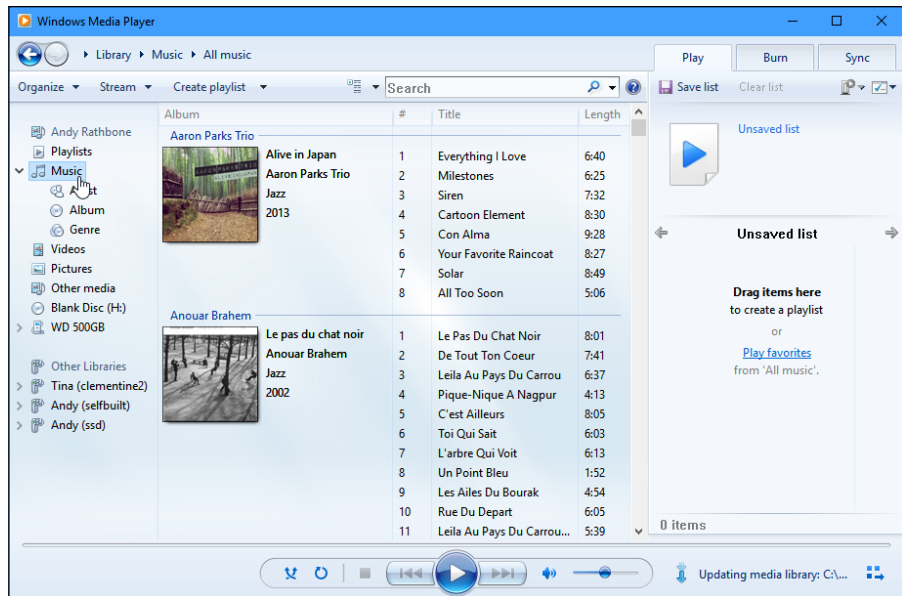 Windows Media Player
Library Music All music
Play Burn Sync
Organize Stream Create playlist Search
Save list Clear list
Andy Rathbone
Playlists
Music
Album
Genre
Videos
Pictures
Other media
Blank Disc (H:)
WD 500GB
Other Libraries
Tina (clementine2)
Andy (selfbuilt)
Andy (ssd)
Album # Title Length
Aaron Parks Trio
Alive in Japan
Aaron Parks Trio
Jazz
2013
1 Everything I Love 6:40
2 Milestones 6:25
3 Siren 7:32
4 Cartoon Element 8:30
5 Con Alma 9:28
6 Your Favorite Raincoat 8:27
7 Solar 8:49
8 All Too Soon 5:06
Anouar Brahem
Le pas du chat noir
Anouar Brahem
Jazz
2002
1 Le Pas Du Chat Noir 8:01
2 De Tout Ton Coeur 7:41
3 Leila Au Pays Du Carrou 6:37
4 Pique-Nique A Nagpur 4:13
5 C'est Ailleurs 8:05
6 Toi Qui Sait 6:03
7 L'arbre Qui Voit 6:13
8 Un Point Bleu 1:52
9 Les Ailes Du Bourak 4:54
10 Rue Du Depart 6:05
11 Leila Au Pays Du Carrou... 5:39
Unsaved list
Unsaved list
Drag items here
to create a playlist
or
Play favorites
from 'All music'.
0 items
Updating media library: C:\...